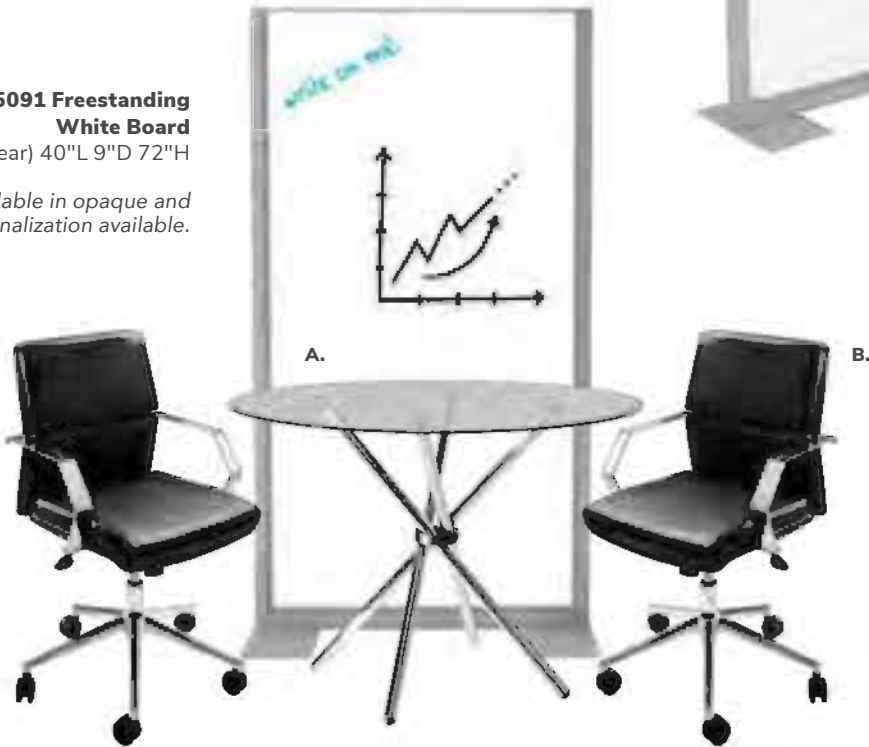 5091 Freestanding
White Board
ear) 40"L 9"D 72"H
lable in opaque and
nalization available.
write on me!
A.
B.